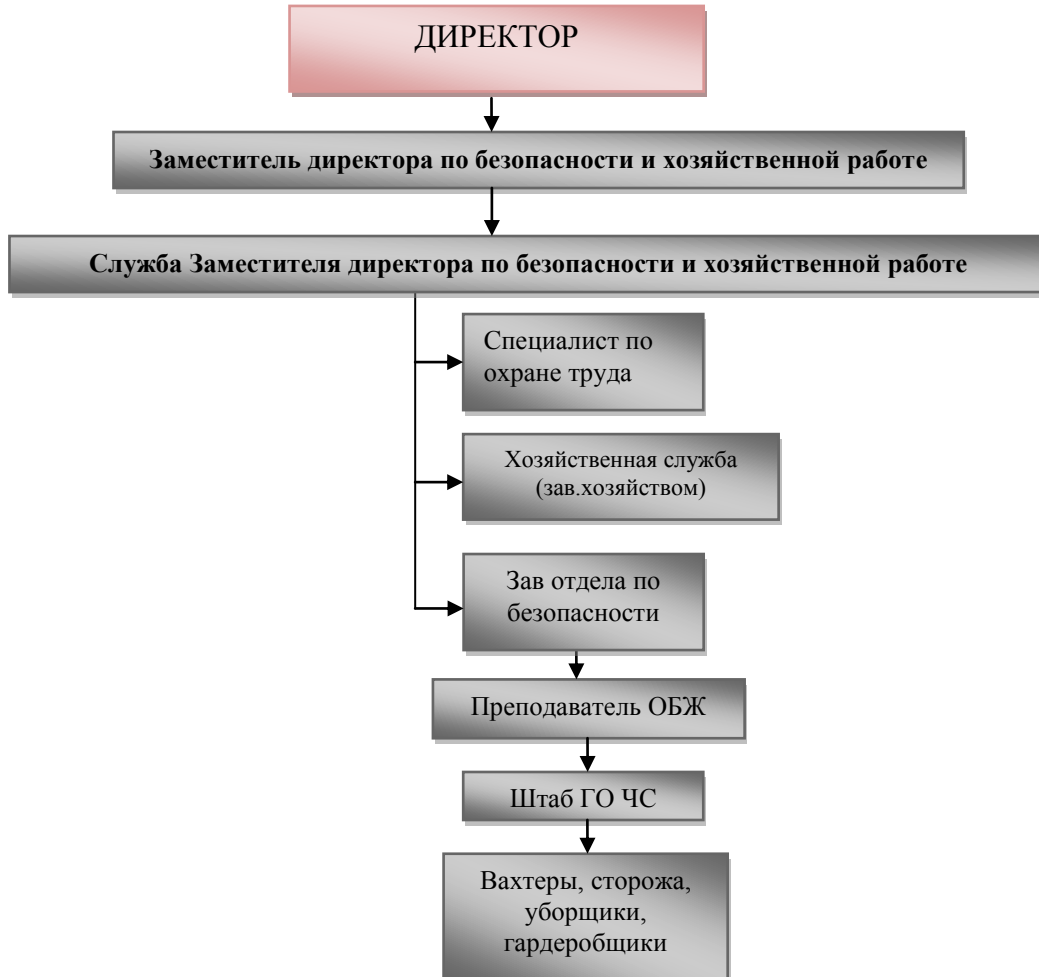 ДИРЕКТОР
Заместитель директора по безопасности и хозяйственной работе
Служба Заместителя директора по безопасности и хозяйственной работе
Специалист по
охране труда
Хозяйственная служба
(зав.хозяйством)
Зав отдела по
безопасности
Преподаватель ОБЖ
Штаб ГО ЧС
Вахтеры, сторожа,
уборщики,
гардеробщики